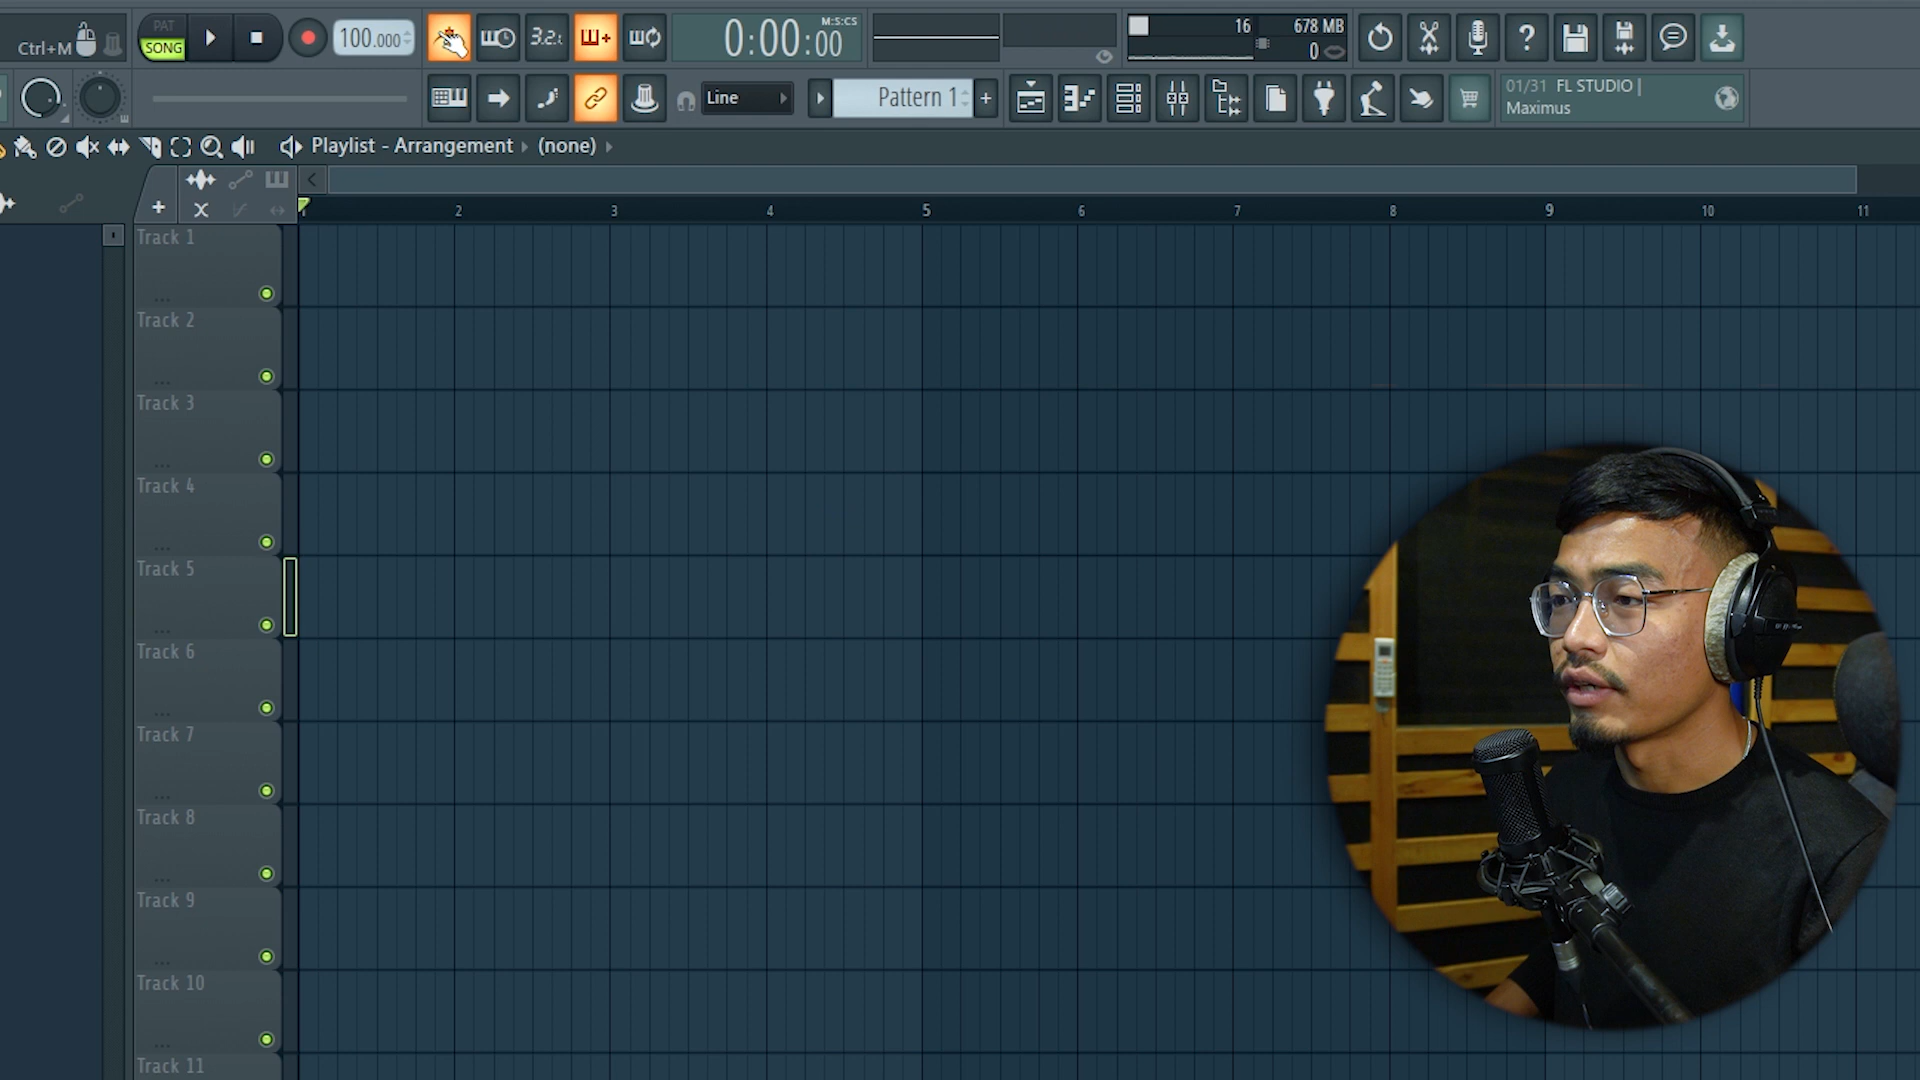 Ctrl+M
PAT
SONG
100.000
3.2.
0:00:00
M:S:CS
16
678 MB
0
Line
Pattern 1
01/31 FL STUDIO |
Maximus
Playlist - Arrangement
(none)
2 3 4 5 6 7 8 9 10 11
Track 1
Track 2
Track 3
Track 4
Track 5
Track 6
Track 7
Track 8
Track 9
Track 10
Track 11